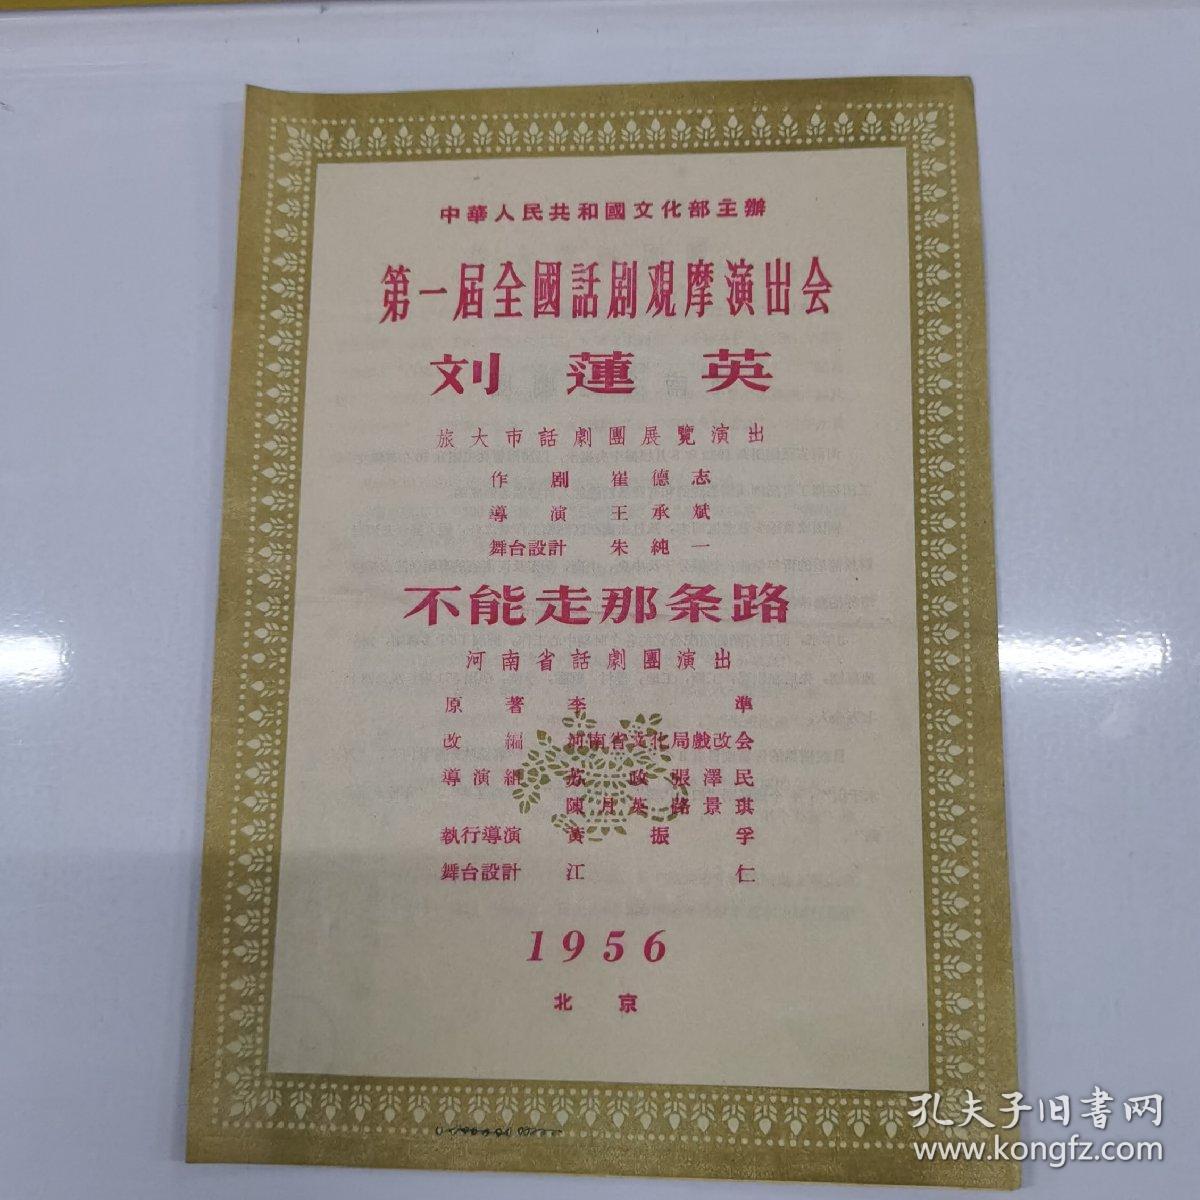 中華人民共和國文化部主辦
第一届全國話剧观摩演出会
刘蓮英
旅大市話劇團展覽演出
作剧 崔德志
導演 王承斌
舞台設計 朱純一
不能走那条路
河南省話劇團演出
原著 李準
改編 河南省文化局戲改会
導演組 苏政 張澤民
陳月英 路景琪
執行導演 黄振孚
舞台設計 江仁
1956
北京
孔夫子旧書网
www.kongfz.com